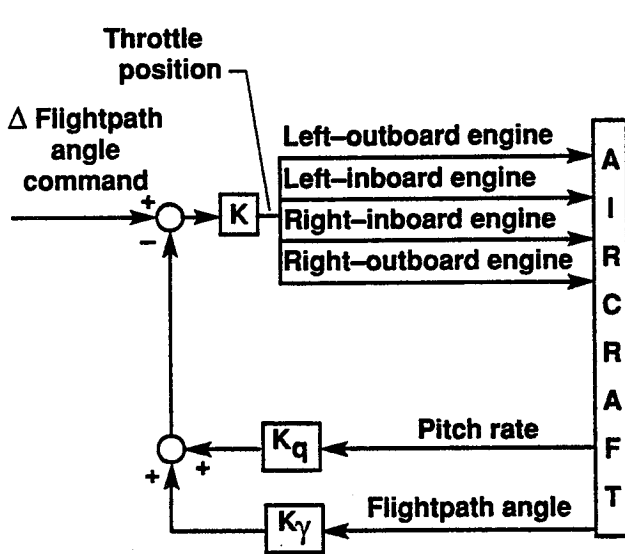 Throttle
position
Δ Flightpath
angle
command
+
−
K
Left–outboard engine
Left–inboard engine
Right–inboard engine
Right–outboard engine
A
I
R
C
R
A
F
T
Pitch rate
Kq
+
+
Flightpath angle
Kγ